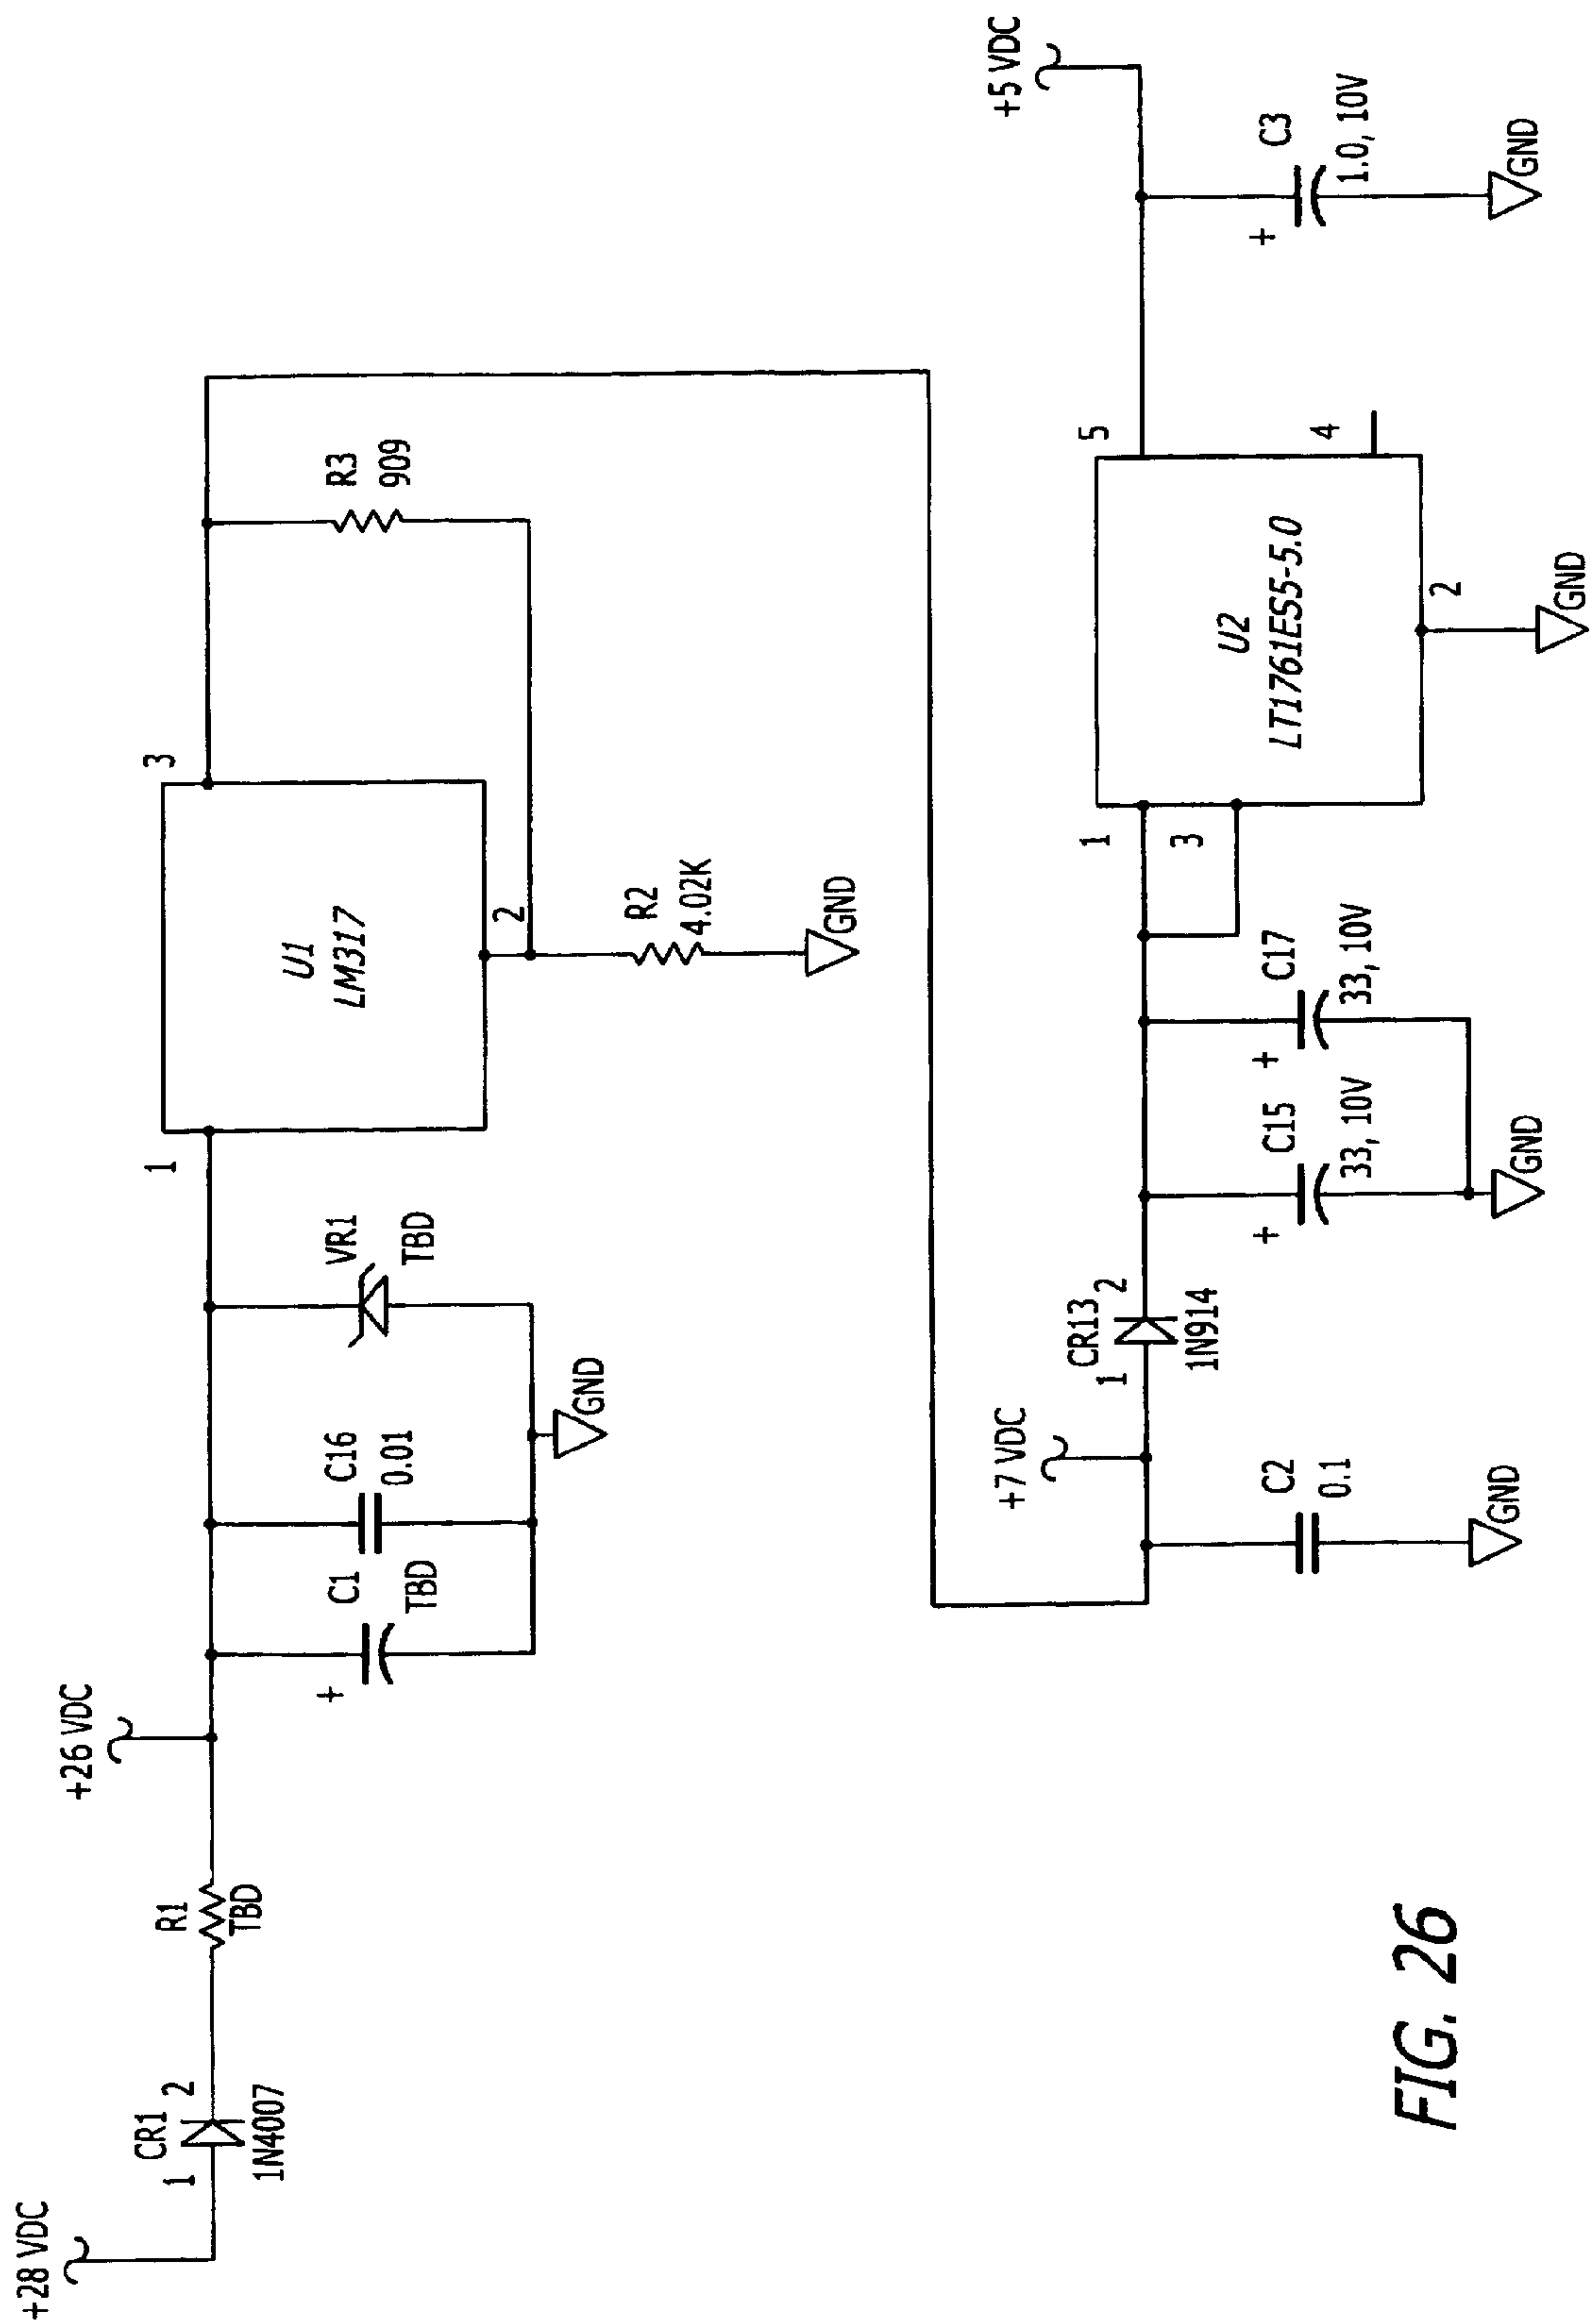 +28 VDC
1
CR1
2
1N4007
R1
TBD
+26 VDC
+
C1
TBD
C16
0.01
GND
VR1
TBD
1
U1
LM317
3
2
R2
4.02K
GND
R3
909
+7 VDC
C2
0.1
GND
1
CR13
2
1N914
+
C15
33, 10V
GND
+
C17
33, 10V
1
3
U2
LT1761ES5-5.0
5
4
2
GND
+5 VDC
+
C3
1.0, 10V
GND
FIG. 26